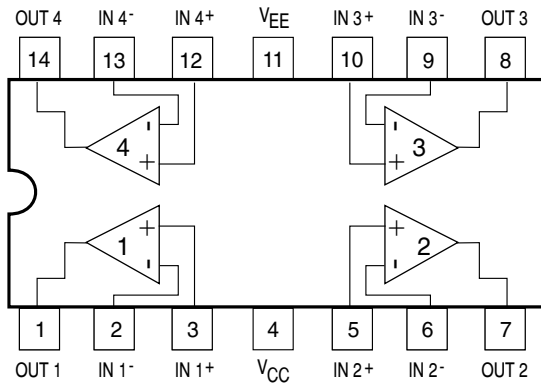 OUT 4 IN 4- IN 4+ VEE IN 3+ IN 3- OUT 3
14 13 12 11 10 9 8
- -
4 3
+ +
+ +
1 2
- -
1 2 3 4 5 6 7
OUT 1 IN 1- IN 1+ VCC IN 2+ IN 2- OUT 2